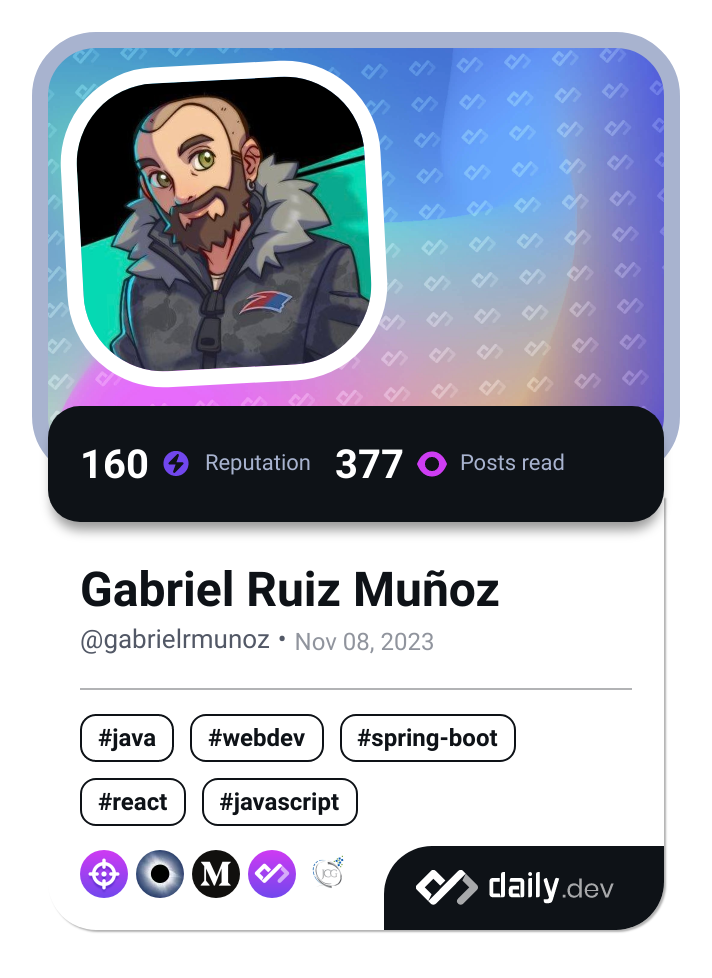 160 Reputation 377 Posts read
Gabriel Ruiz Muñoz
@gabrielrmunoz • Nov 08, 2023
#java #webdev #spring-boot
#react #javascript
M JCG
daily.dev